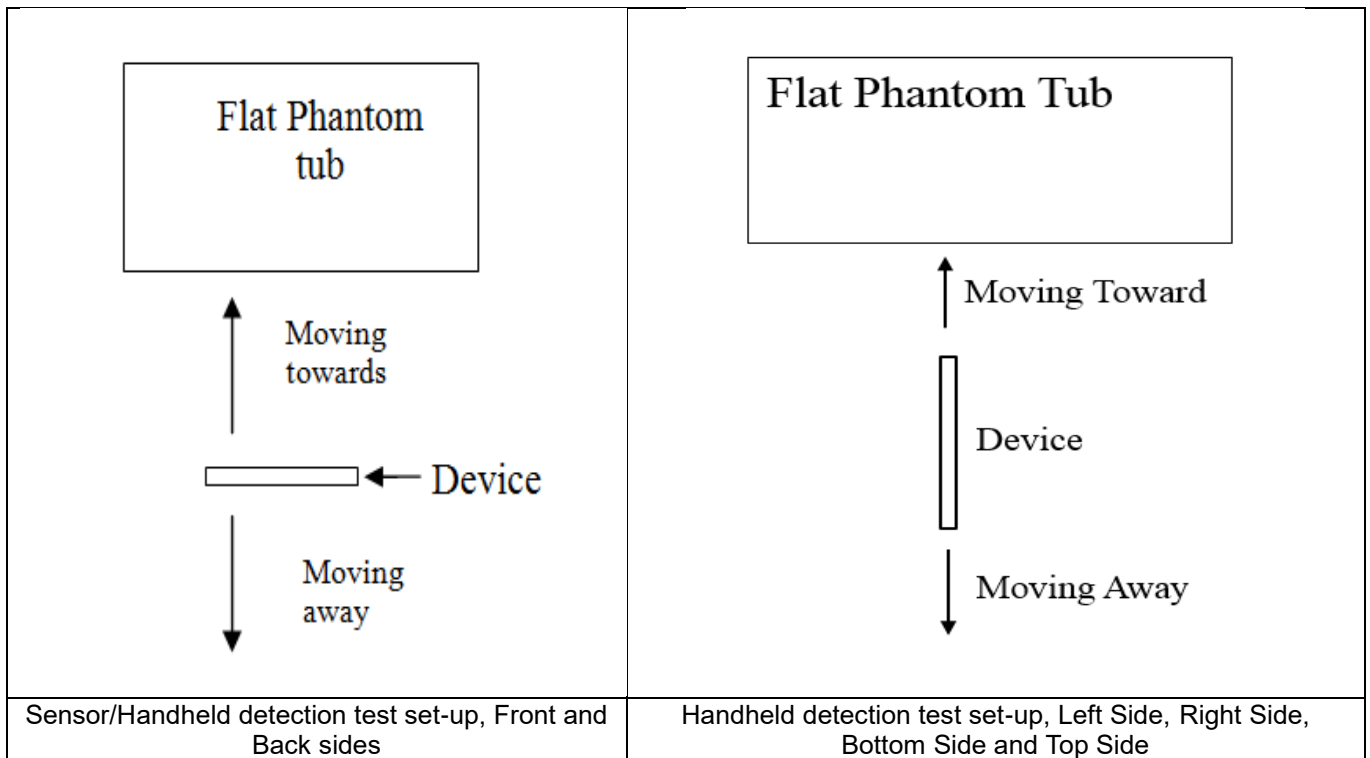 Flat Phantom
tub
Moving
towards
Device
Moving
away
Flat Phantom Tub
Moving Toward
Device
Moving Away
Sensor/Handheld detection test set-up, Front and
Back sides
Handheld detection test set-up, Left Side, Right Side,
Bottom Side and Top Side